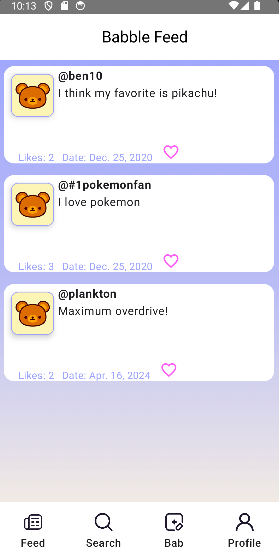 10:13
Babble Feed
@ben10
I think my favorite is pikachu!
Likes: 2 Date: Dec. 25, 2020
@#1pokemonfan
I love pokemon
Likes: 3 Date: Dec. 25, 2020
@plankton
Maximum overdrive!
Likes: 2 Date: Apr. 16, 2024
Feed Search Bab Profile